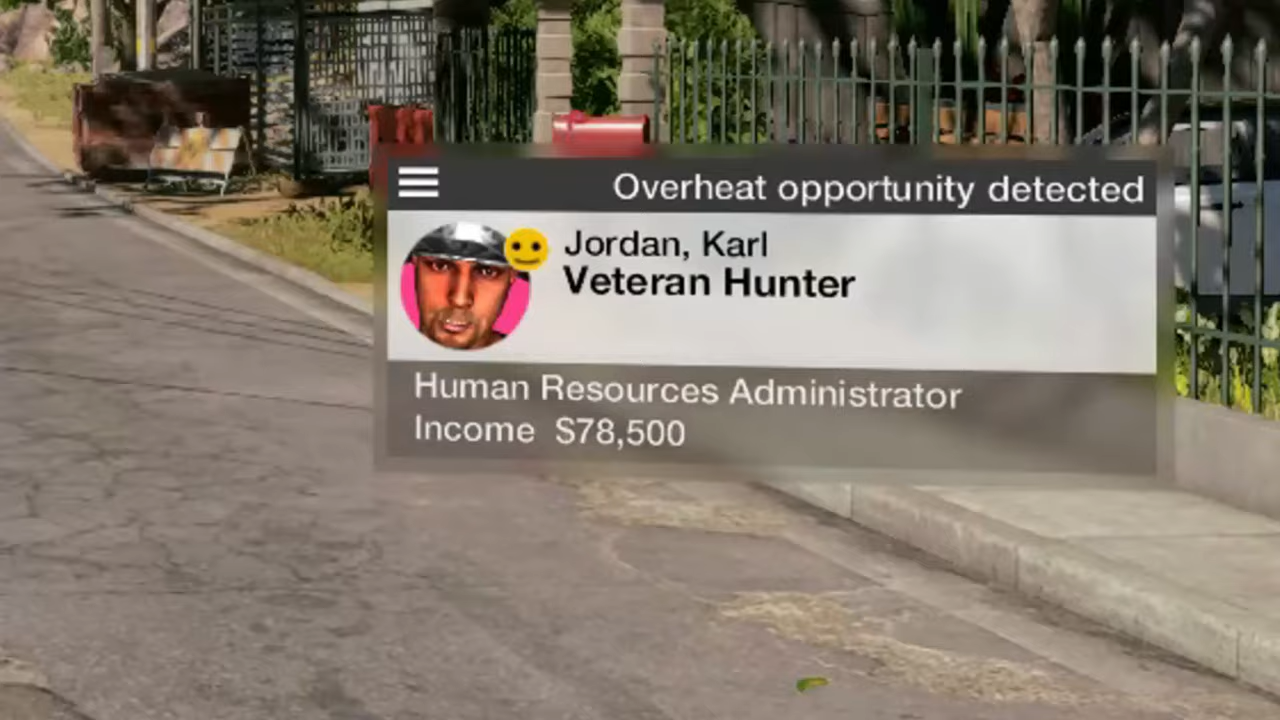 Overheat opportunity detected
Jordan, Karl
Veteran Hunter
Human Resources Administrator
Income $78,500